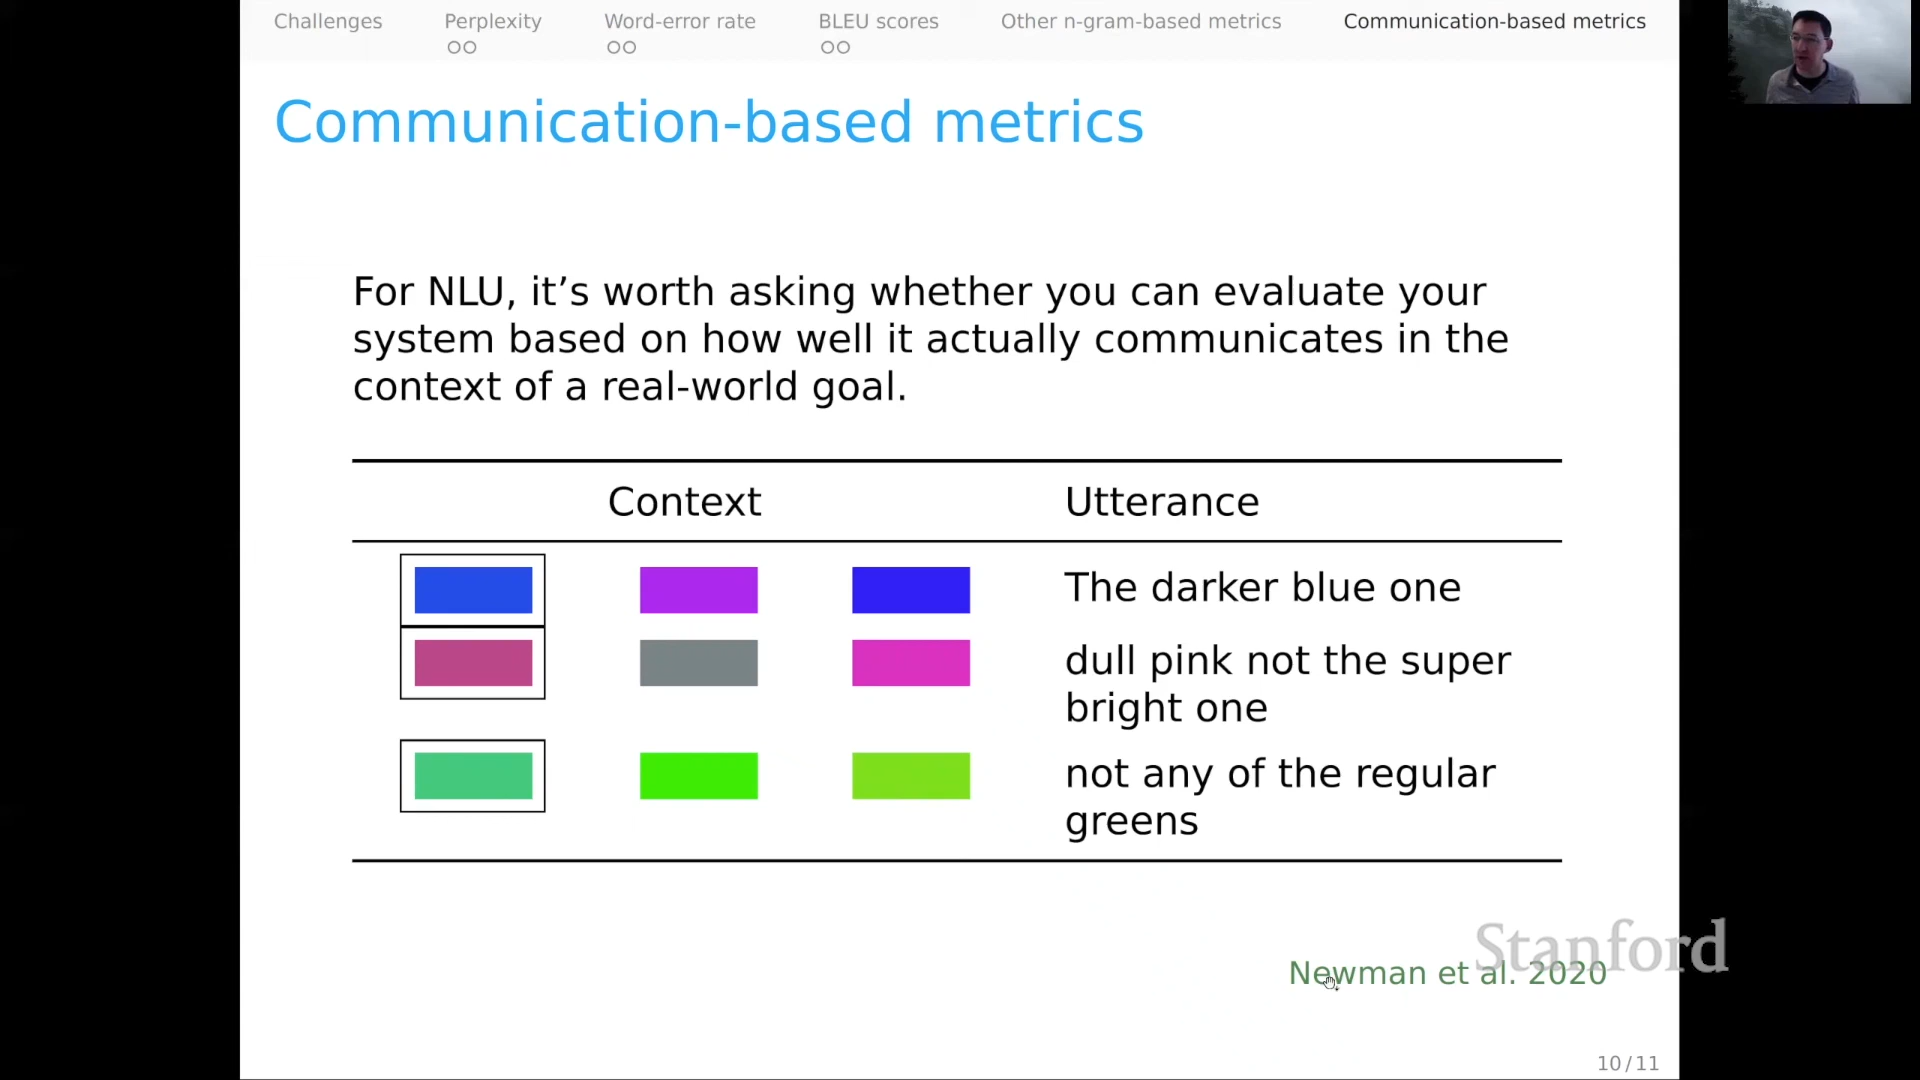 Challenges Perplexity Word-error rate BLEU scores Other n-gram-based metrics Communication-based metrics
Communication-based metrics
For NLU, it’s worth asking whether you can evaluate your
system based on how well it actually communicates in the
context of a real-world goal.
Context Utterance
The darker blue one
dull pink not the super
bright one
not any of the regular
greens
Stanford
Newman et al. 2020
10/11